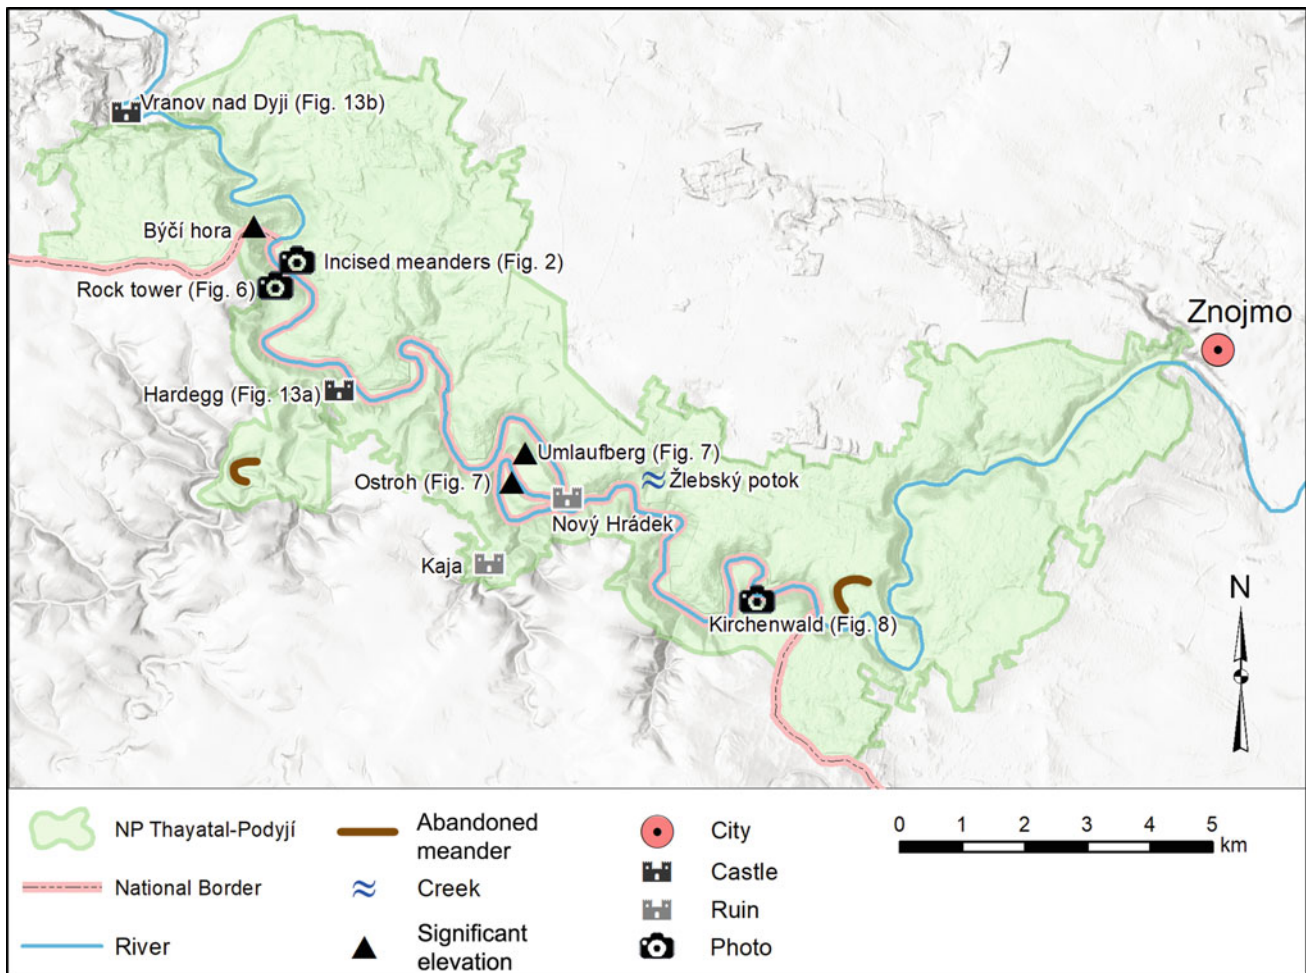 Vranov nad Dyji (Fig. 13b)
Býčí hora
Incised meanders (Fig. 2)
Rock tower (Fig. 6)
Znojmo
Hardegg (Fig. 13a)
Umlaufberg (Fig. 7)
Ostroh (Fig. 7)
Žlebský potok
Nový Hrádek
Kaja
Kirchenwald (Fig. 8)
N
NP Thayatal-Podyjí
National Border
River
Abandoned
meander
Creek
Significant
elevation
City
Castle
Ruin
Photo
0 1 2 3 4 5
km